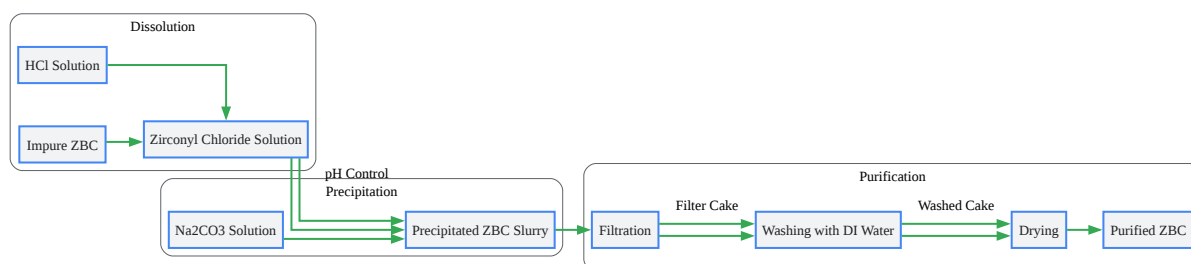 Dissolution
HCl Solution
Impure ZBC
Zirconyl Chloride Solution
pH Control
Precipitation
Na2CO3 Solution
Precipitated ZBC Slurry
Purification
Filtration
Filter Cake
Washing with DI Water
Washed Cake
Drying
Purified ZBC